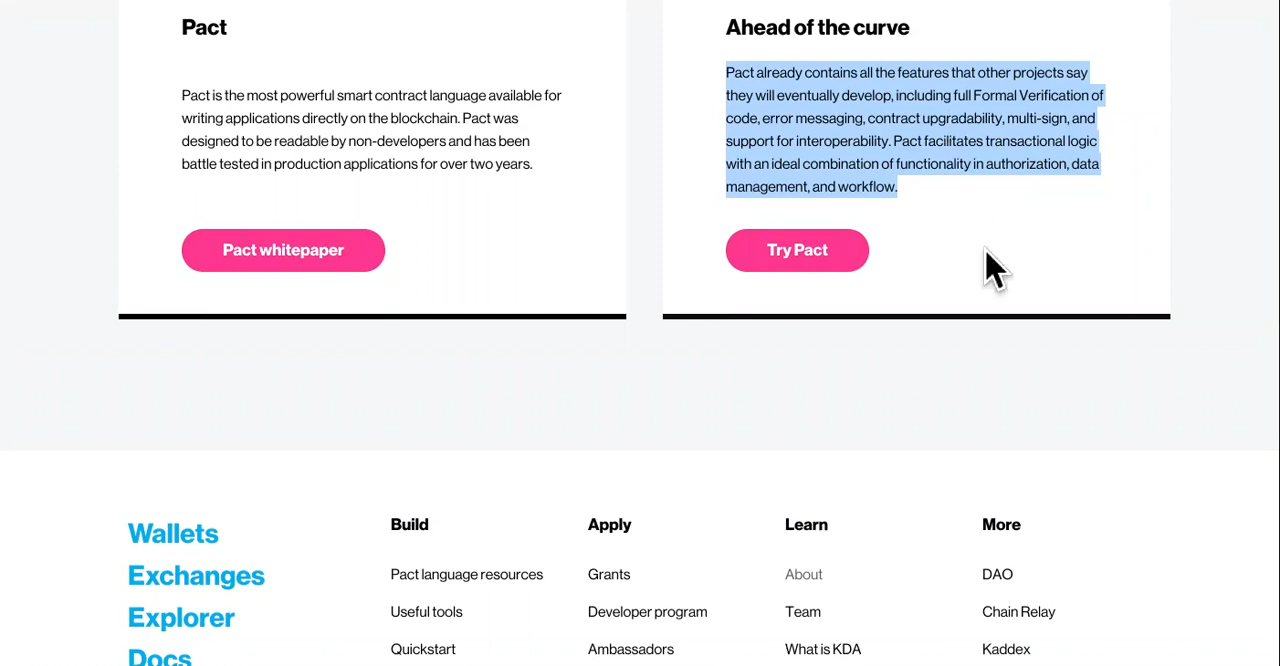 Pact
Pact is the most powerful smart contract language available for
writing applications directly on the blockchain. Pact was
designed to be readable by non-developers and has been
battle tested in production applications for over two years.
Pact whitepaper
Ahead of the curve
Pact already contains all the features that other projects say
they will eventually develop, including full Formal Verification of
code, error messaging, contract upgradability, multi-sign, and
support for interoperability. Pact facilitates transactional logic
with an ideal combination of functionality in authorization, data
management, and workflow.
Try Pact
Wallets
Exchanges
Explorer
Docs
Build
Pact language resources
Useful tools
Quickstart
Apply
Grants
Developer program
Ambassadors
Learn
About
Team
What is KDA
More
DAO
Chain Relay
Kaddex